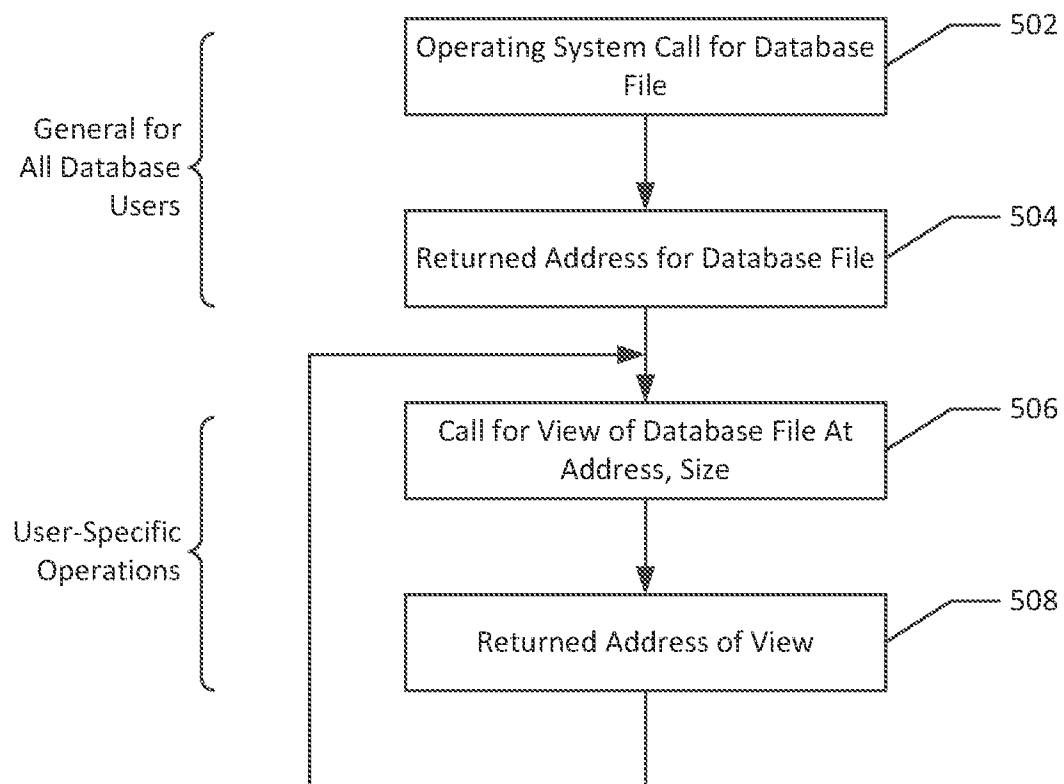 502
Operating System Call for Database
File
General for
All Database
Users
504
Returned Address for Database File
506
Call for View of Database File At
Address, Size
User-Specific
Operations
508
Returned Address of View